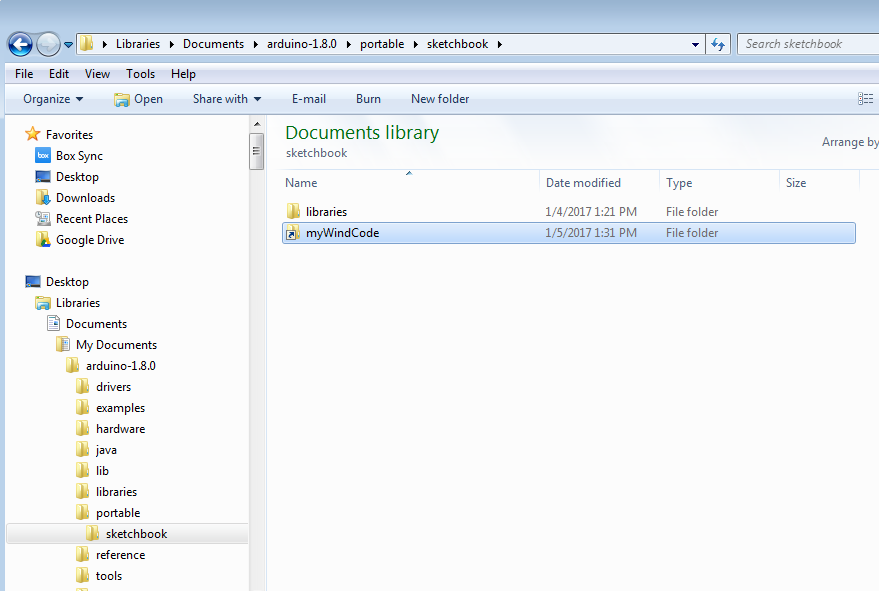 Libraries Documents arduino-1.8.0 portable sketchbook
Search sketchbook
File Edit View Tools Help
Organize Open Share with E-mail Burn New folder
Favorites
box Box Sync
Desktop
Downloads
Recent Places
Google Drive
Desktop
Libraries
Documents
My Documents
arduino-1.8.0
drivers
examples
hardware
java
lib
libraries
portable
sketchbook
reference
tools
Documents library
sketchbook
Arrange by
Name Date modified Type Size
libraries 1/4/2017 1:21 PM File folder
myWindCode 1/5/2017 1:31 PM File folder